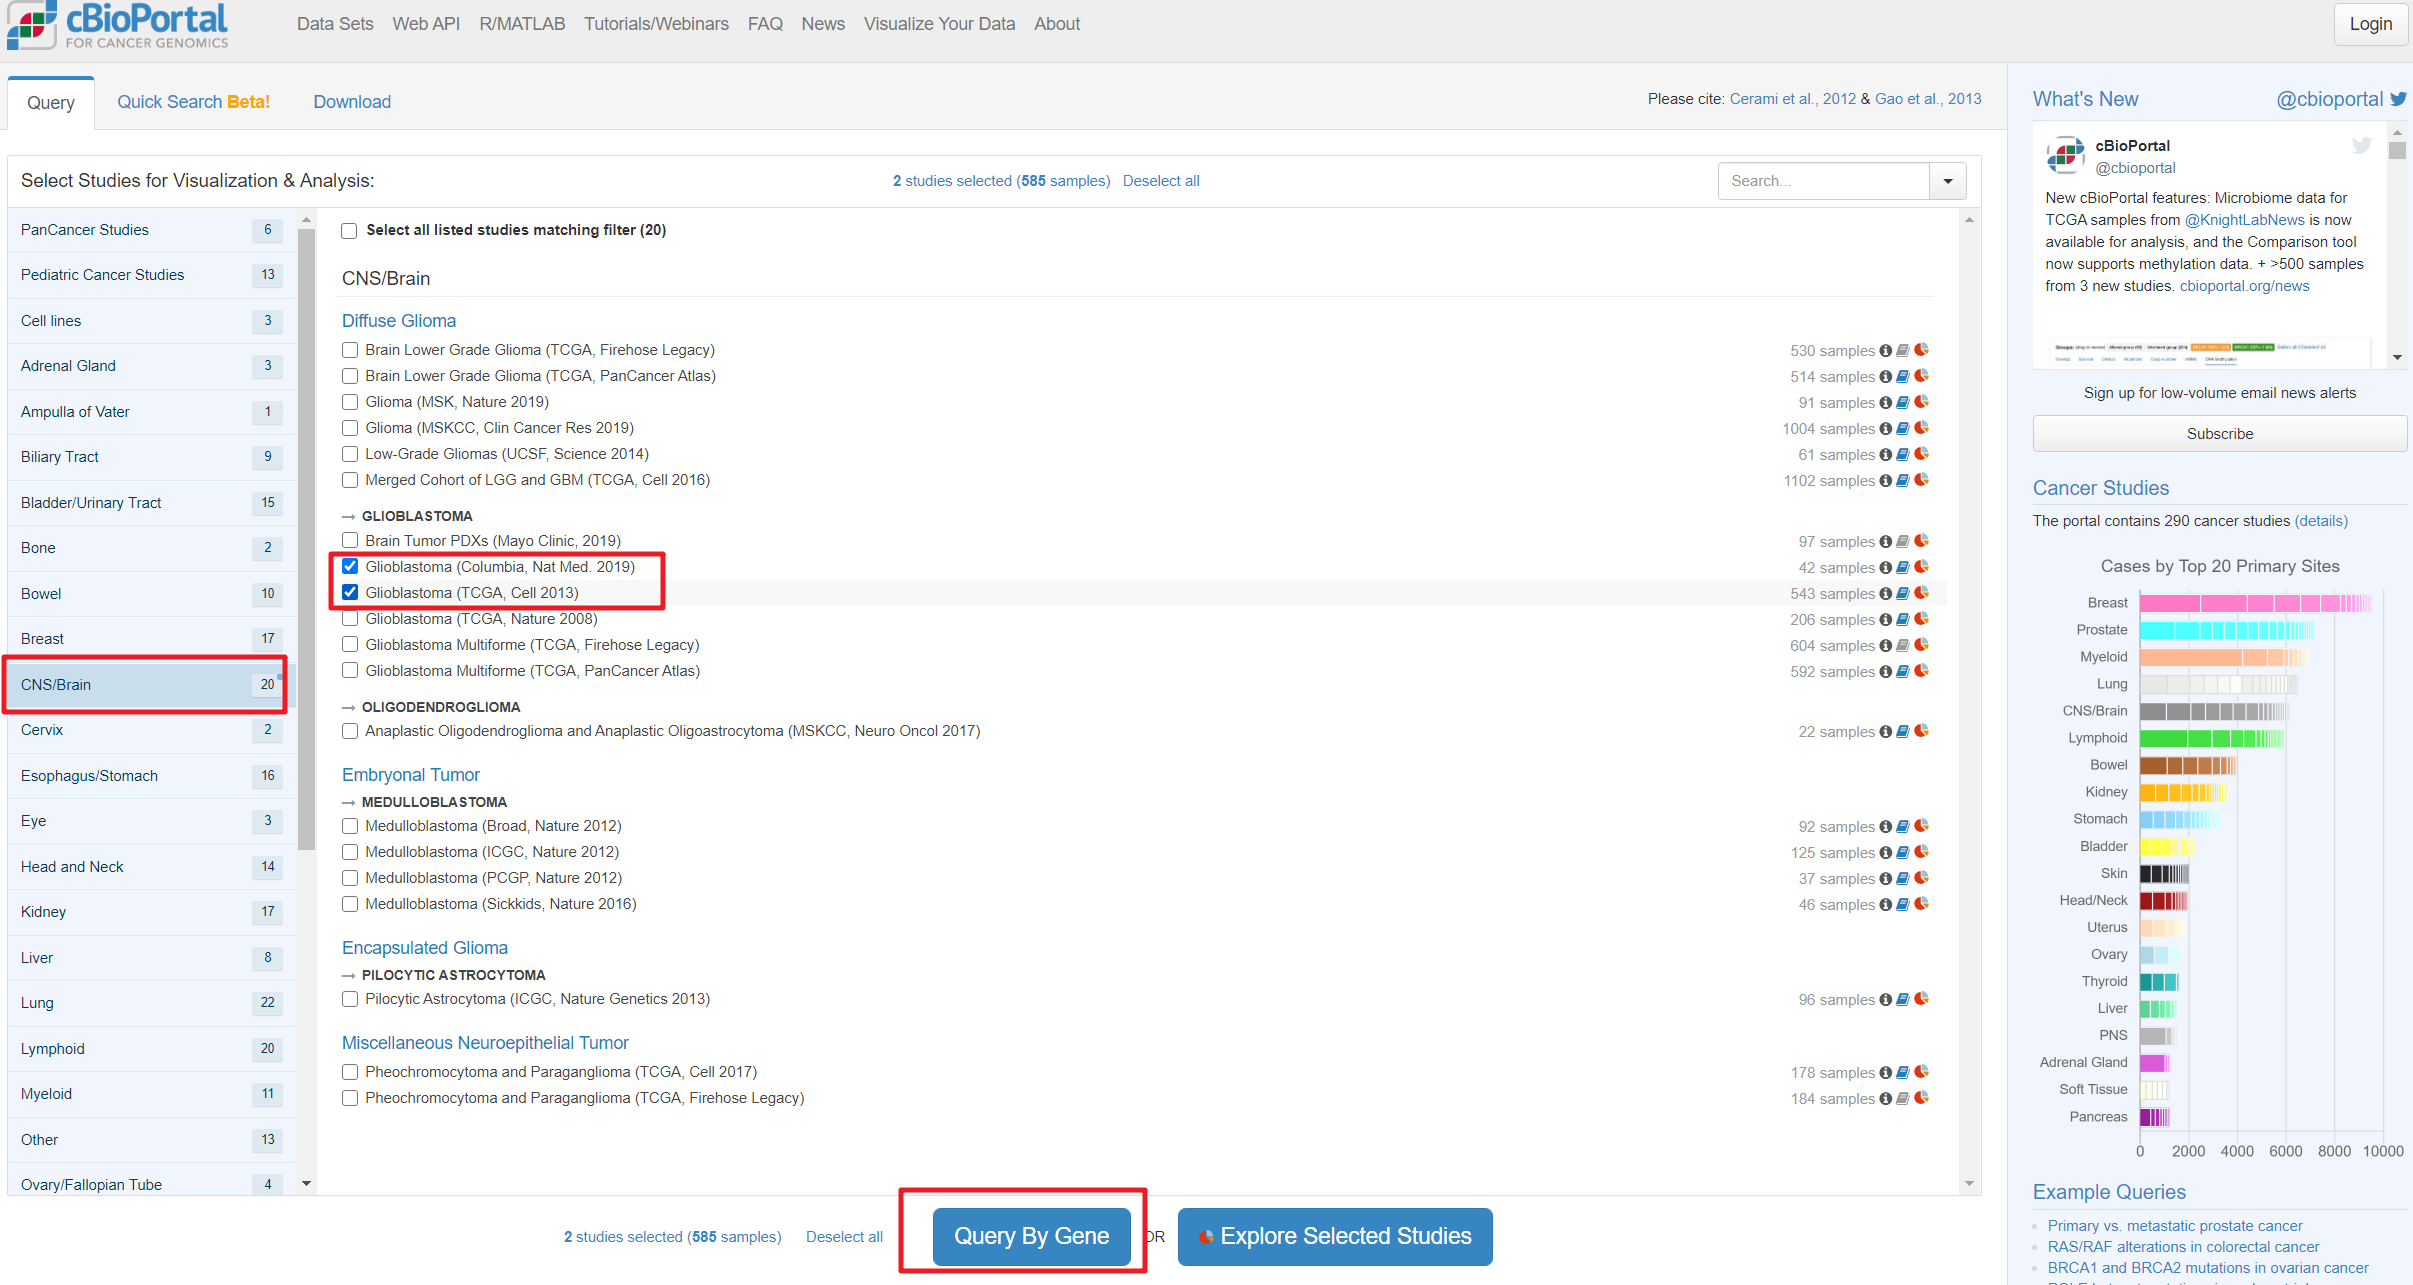 cBioPortal
FOR CANCER GENOMICS
Data Sets Web API R/MATLAB Tutorials/Webinars FAQ News Visualize Your Data About
Login
Query Quick Search Beta! Download
Please cite: Cerami et al., 2012 & Gao et al., 2013
Select Studies for Visualization & Analysis:
2 studies selected (585 samples) Deselect all
Search...
PanCancer Studies 6
Pediatric Cancer Studies 13
Cell lines 3
Adrenal Gland 3
Ampulla of Vater 1
Biliary Tract 9
Bladder/Urinary Tract 15
Bone 2
Bowel 10
Breast 17
CNS/Brain 20
Cervix 2
Esophagus/Stomach 16
Eye 3
Head and Neck 14
Kidney 17
Liver 8
Lung 22
Lymphoid 20
Myeloid 11
Other 13
Ovary/Fallopian Tube 4
Select all listed studies matching filter (20)
CNS/Brain
Diffuse Glioma
Brain Lower Grade Glioma (TCGA, Firehose Legacy) 530 samples
Brain Lower Grade Glioma (TCGA, PanCancer Atlas) 514 samples
Glioma (MSK, Nature 2019) 91 samples
Glioma (MSKCC, Clin Cancer Res 2019) 1004 samples
Low-Grade Gliomas (UCSF, Science 2014) 61 samples
Merged Cohort of LGG and GBM (TCGA, Cell 2016) 1102 samples
→ GLIOBLASTOMA
Brain Tumor PDXs (Mayo Clinic, 2019) 97 samples
Glioblastoma (Columbia, Nat Med. 2019) 42 samples
Glioblastoma (TCGA, Cell 2013) 543 samples
Glioblastoma (TCGA, Nature 2008) 206 samples
Glioblastoma Multiforme (TCGA, Firehose Legacy) 604 samples
Glioblastoma Multiforme (TCGA, PanCancer Atlas) 592 samples
→ OLIGODENDROGLIOMA
Anaplastic Oligodendroglioma and Anaplastic Oligoastrocytoma (MSKCC, Neuro Oncol 2017) 22 samples
Embryonal Tumor
→ MEDULLOBLASTOMA
Medulloblastoma (Broad, Nature 2012) 92 samples
Medulloblastoma (ICGC, Nature 2012) 125 samples
Medulloblastoma (PCGP, Nature 2012) 37 samples
Medulloblastoma (Sickkids, Nature 2016) 46 samples
Encapsulated Glioma
→ PILOCYTIC ASTROCYTOMA
Pilocytic Astrocytoma (ICGC, Nature Genetics 2013) 96 samples
Miscellaneous Neuroepithelial Tumor
Pheochromocytoma and Paraganglioma (TCGA, Cell 2017) 178 samples
Pheochromocytoma and Paraganglioma (TCGA, Firehose Legacy) 184 samples
2 studies selected (585 samples) Deselect all
Query By Gene OR Explore Selected Studies
What's New @cbioportal
cBioPortal
@cbioportal
New cBioPortal features: Microbiome data for
TCGA samples from @KnightLabNews is now
available for analysis, and the Comparison tool
now supports methylation data. + >500 samples
from 3 new studies. cbioportal.org/news
Sign up for low-volume email news alerts
Subscribe
Cancer Studies
The portal contains 290 cancer studies (details)
Cases by Top 20 Primary Sites
Breast
Prostate
Myeloid
Lung
CNS/Brain
Lymphoid
Bowel
Kidney
Stomach
Bladder
Skin
Head/Neck
Uterus
Ovary
Thyroid
Liver
PNS
Adrenal Gland
Soft Tissue
Pancreas
0 2000 4000 6000 8000 10000
Example Queries
Primary vs. metastatic prostate cancer
RAS/RAF alterations in colorectal cancer
BRCA1 and BRCA2 mutations in ovarian cancer